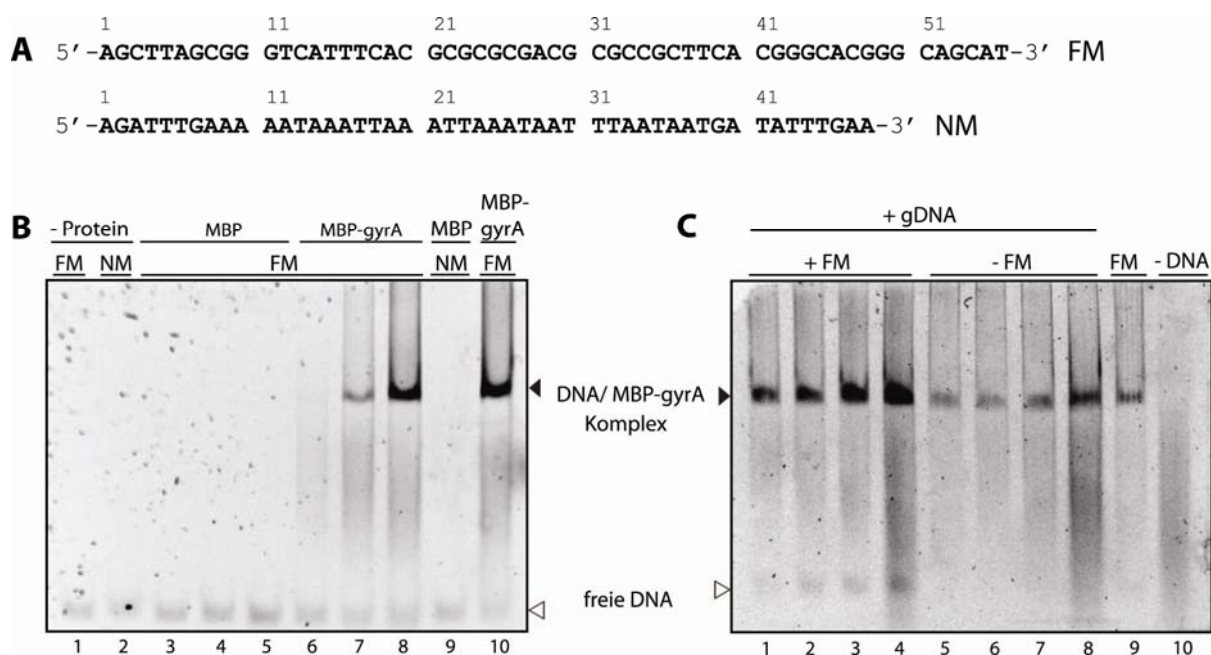 1 11 21 31 41 51
A 5′-AGCTTAGCGG GTCATTTCAC GCGCGCGACG CGCCGCTTCA CGGGCACGGG CAGCAT-3′ FM
1 11 21 31 41
5′-AGATTTGAAA AATAAATTAA ATTAAATAAT TTAATAATGA TATTTGAA-3′ NM
B
- Protein MBP MBP-gyrA MBP MBP-gyrA
FM NM FM NM FM
1 2 3 4 5 6 7 8 9 10
DNA/ MBP-gyrA
Komplex
freie DNA
C
+ gDNA
+ FM - FM FM - DNA
1 2 3 4 5 6 7 8 9 10